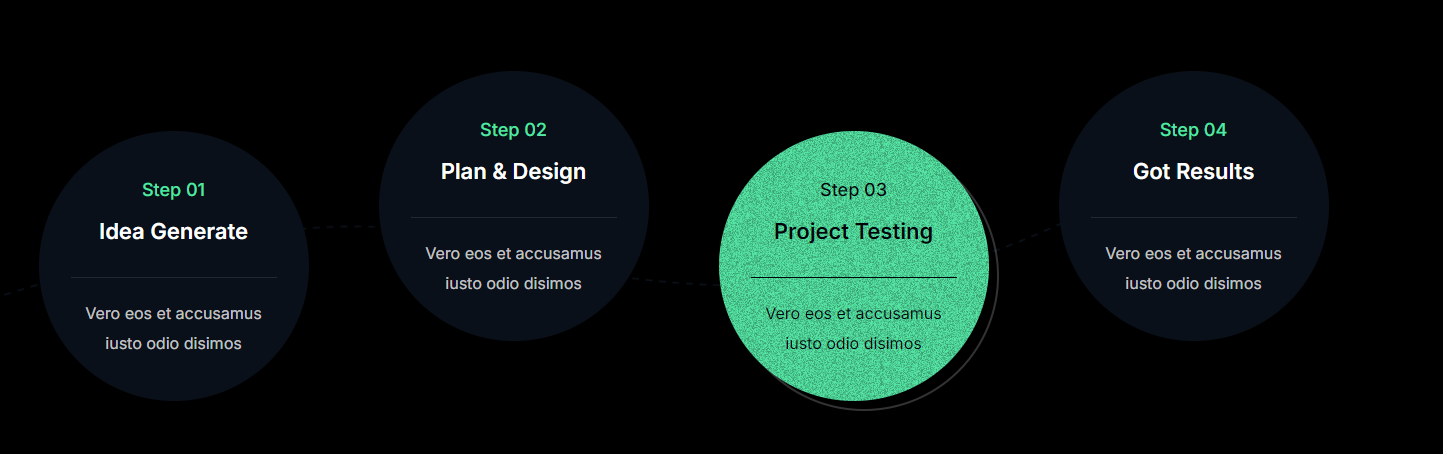 Step 01
Idea Generate
Vero eos et accusamus
iusto odio disimos
Step 02
Plan & Design
Vero eos et accusamus
iusto odio disimos
Step 03
Project Testing
Vero eos et accusamus
iusto odio disimos
Step 04
Got Results
Vero eos et accusamus
iusto odio disimos